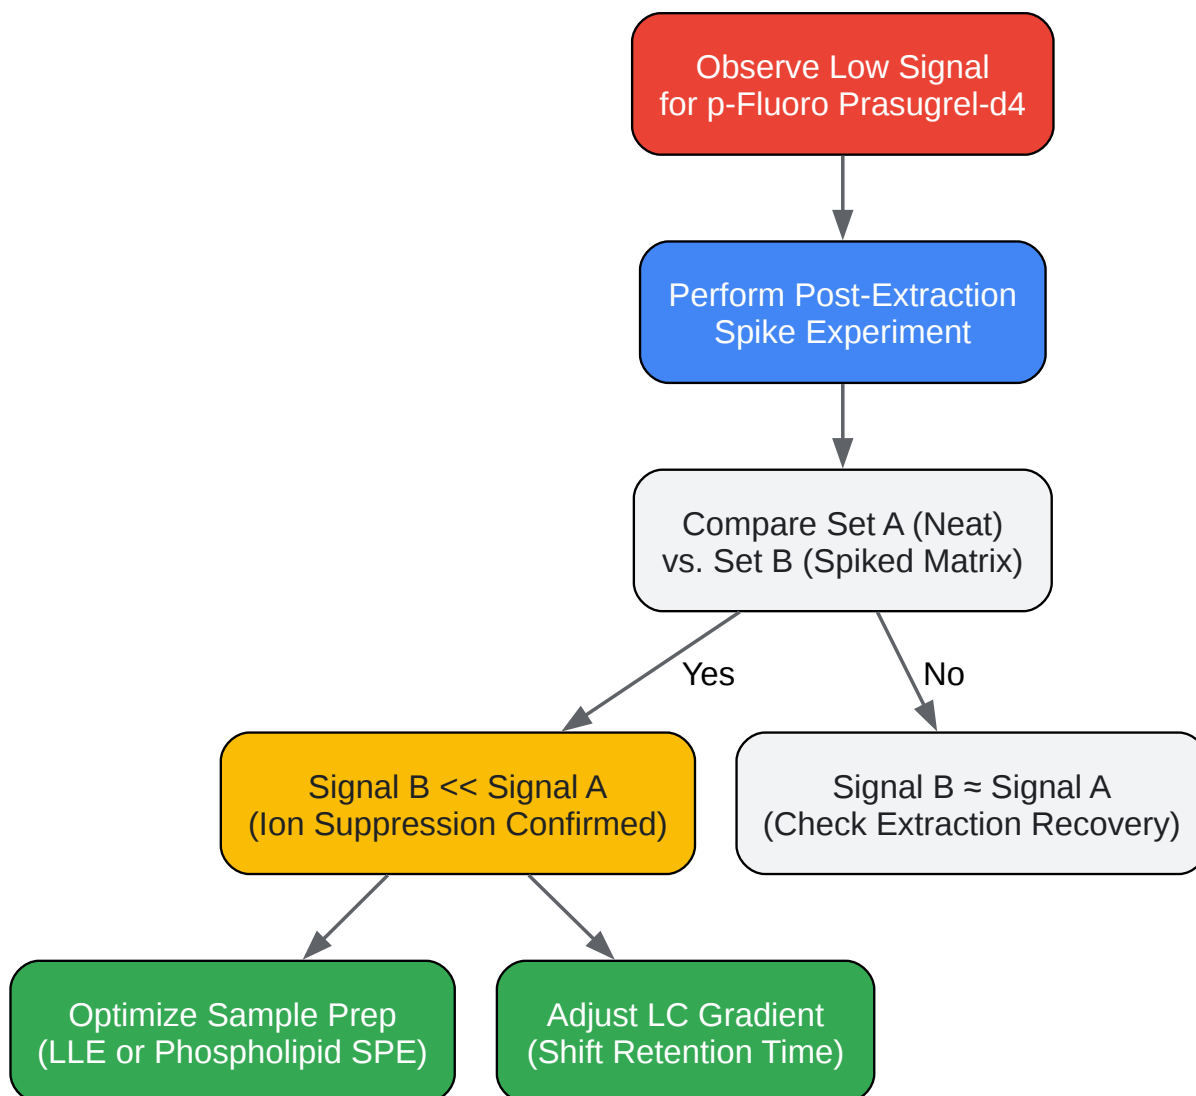 Observe Low Signal
for p-Fluoro Prasugrel-d4
Perform Post-Extraction
Spike Experiment
Compare Set A (Neat)
vs. Set B (Spiked Matrix)
Yes
No
Signal B << Signal A
(Ion Suppression Confirmed)
Signal B ≈ Signal A
(Check Extraction Recovery)
Optimize Sample Prep
(LLE or Phospholipid SPE)
Adjust LC Gradient
(Shift Retention Time)